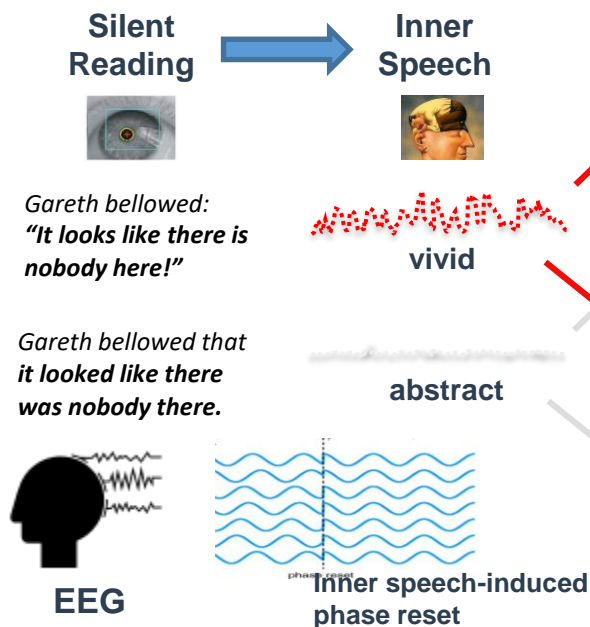 Silent
Reading
Inner
Speech
Gareth bellowed:
“It looks like there is
nobody here!”
vivid
Gareth bellowed that
it looked like there
was nobody there.
abstract
phase reset
EEG
Inner speech-induced
phase reset